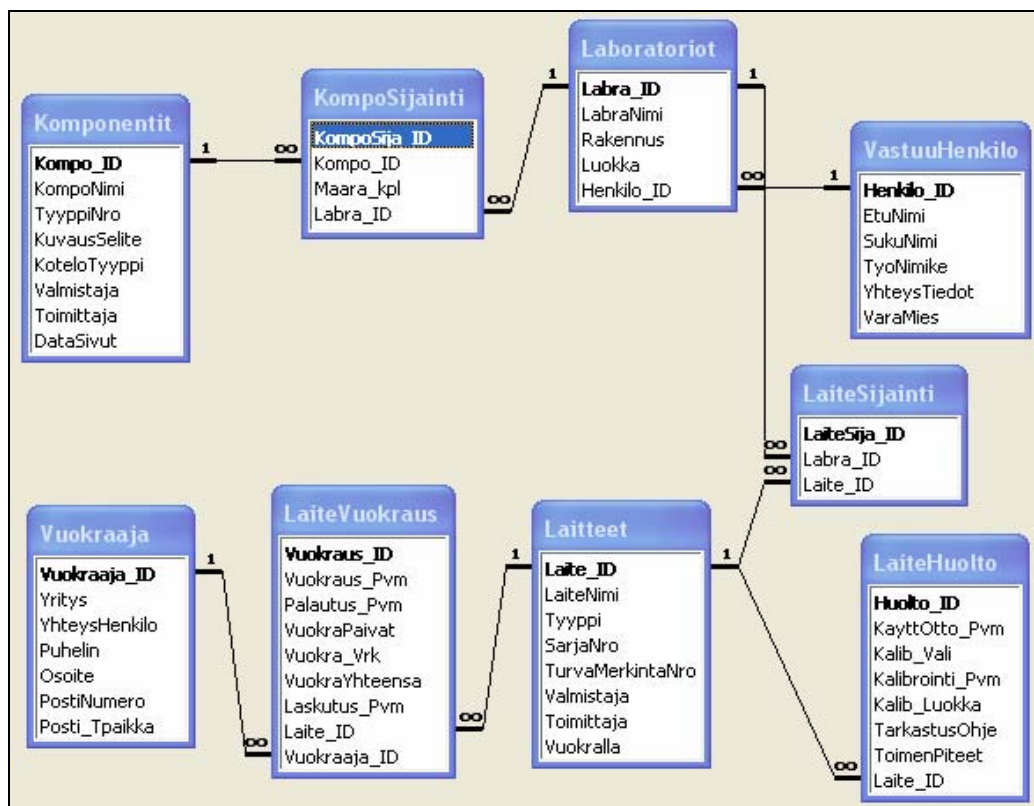 Komponentit
Kompo_ID
KompoNimi
TyyppiNro
KuvausSelite
KoteloTyyppi
Valmistaja
Toimittaja
DataSivut
1
∞
KompoSijainti
KompoSija_ID
Kompo_ID
Maara_kpl
Labra_ID
∞
1
Laboratoriot
Labra_ID
LabraNimi
Rakennus
Luokka
Henkilo_ID
1
∞
1
VastuuHenkilo
Henkilo_ID
EtuNimi
SukuNimi
TyoNimike
YhteysTiedot
VaraMies
LaiteSijainti
LaiteSija_ID
Labra_ID
Laite_ID
∞
∞
Vuokraaja
Vuokraaja_ID
Yritys
YhteysHenkilo
Puhelin
Osoite
PostiNumero
Posti_Tpaikka
1
∞
LaiteVuokraus
Vuokraus_ID
Vuokraus_Pvm
Palautus_Pvm
VuokraPaivat
Vuokra_Vrk
VuokraYhteensa
Laskutus_Pvm
Laite_ID
Vuokraaja_ID
∞
1
Laitteet
Laite_ID
LaiteNimi
Tyyppi
SarjaNro
TurvaMerkintaNro
Valmistaja
Toimittaja
Vuokralla
1
∞
LaiteHuolto
Huolto_ID
KayttOtto_Pvm
Kalib_Vali
Kalibrointi_Pvm
Kalib_Luokka
TarkastusOhje
ToimenPiteet
Laite_ID